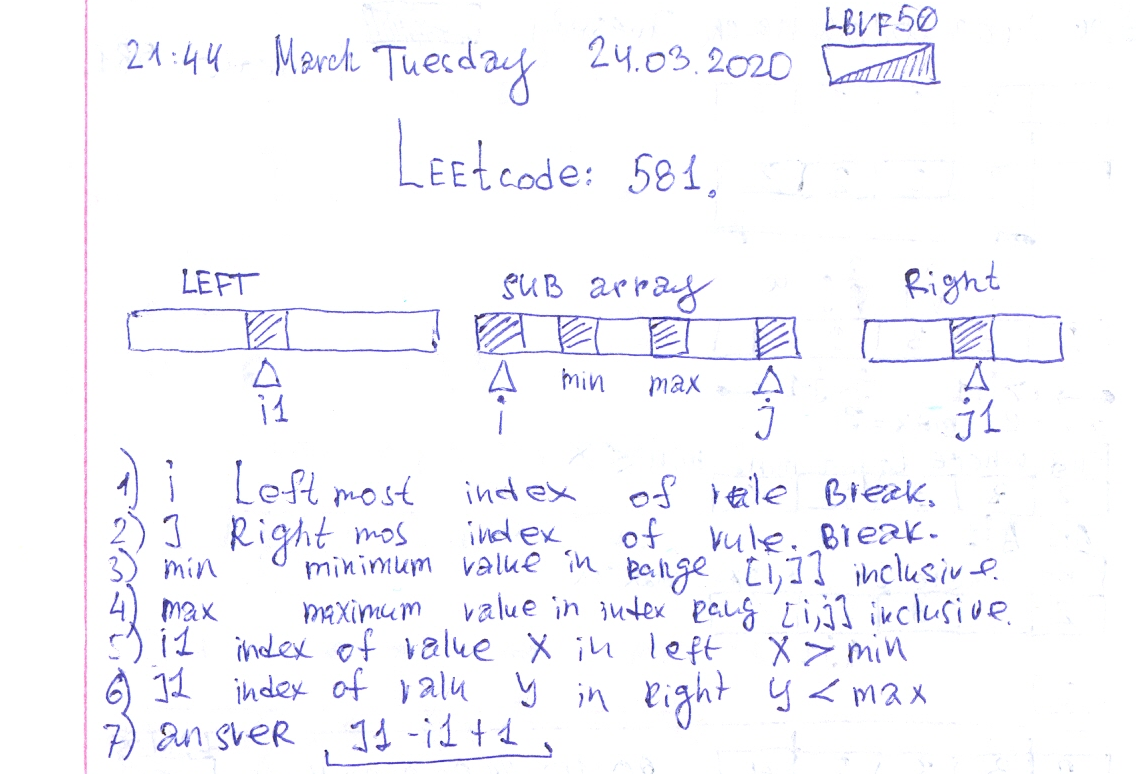 LBVF50
21:44 March Tuesday 24.03.2020
LEEtcode: 581.
LEFT SUB array Right
min max
i1 i j j1
1) i Left most index of rule Break.
2) J Right mos index of rule. Break.
3) min minimum value in Range [i,J] inclusive.
4) max maximum value in index Rang [i,j] inclusive.
5) i1 index of value X in left X > min
6) J1 index of valu y in Right y < max
7) ansver J1 - i1 + 1.